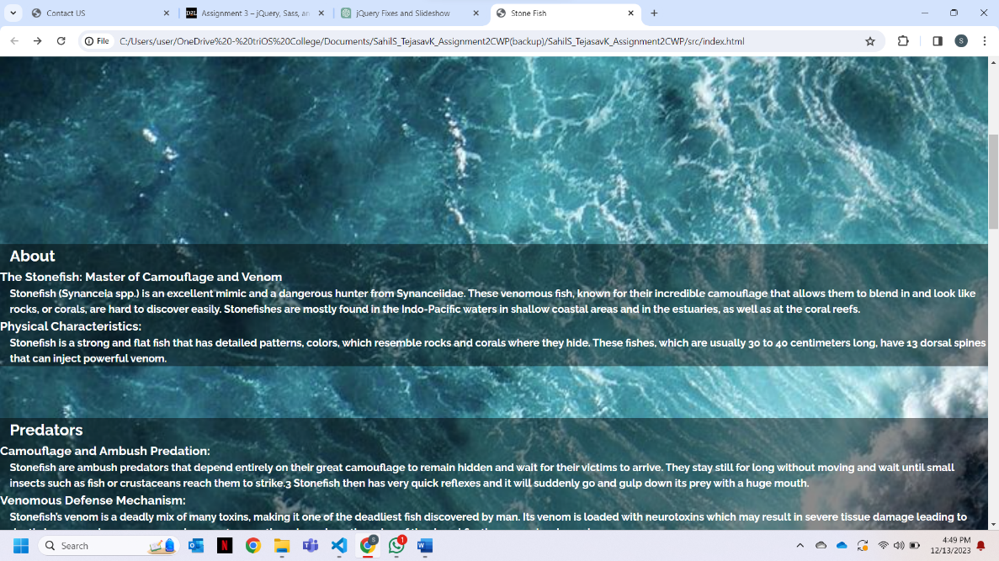 Contact US
D2L Assignment 3 – jQuery, Sass, an
jQuery Fixes and Slideshow
Stone Fish
File C:/Users/user/OneDrive%20-%20triOS%20College/Documents/SahilS_TejasavK_Assignment2CWP(backup)/SahilS_TejasavK_Assignment2CWP/src/index.html
S
About
The Stonefish: Master of Camouflage and Venom
Stonefish (Synanceia spp.) is an excellent mimic and a dangerous hunter from Synanceiidae. These venomous fish, known for their incredible camouflage that allows them to blend in and look like
rocks, or corals, are hard to discover easily. Stonefishes are mostly found in the Indo-Pacific waters in shallow coastal areas and in the estuaries, as well as at the coral reefs.
Physical Characteristics:
Stonefish is a strong and flat fish that has detailed patterns, colors, which resemble rocks and corals where they hide. These fishes, which are usually 30 to 40 centimeters long, have 13 dorsal spines
that can inject powerful venom.
Predators
Camouflage and Ambush Predation:
Stonefish are ambush predators that depend entirely on their great camouflage to remain hidden and wait for their victims to arrive. They stay still for long without moving and wait until small
insects such as fish or crustaceans reach them to strike.3 Stonefish then has very quick reflexes and it will suddenly go and gulp down its prey with a huge mouth.
Venomous Defense Mechanism:
Stonefish's venom is a deadly mix of many toxins, making it one of the deadliest fish discovered by man. Its venom is loaded with neurotoxins which may result in severe tissue damage leading to
Search
N
S
1
W
4:49 PM
12/13/2023